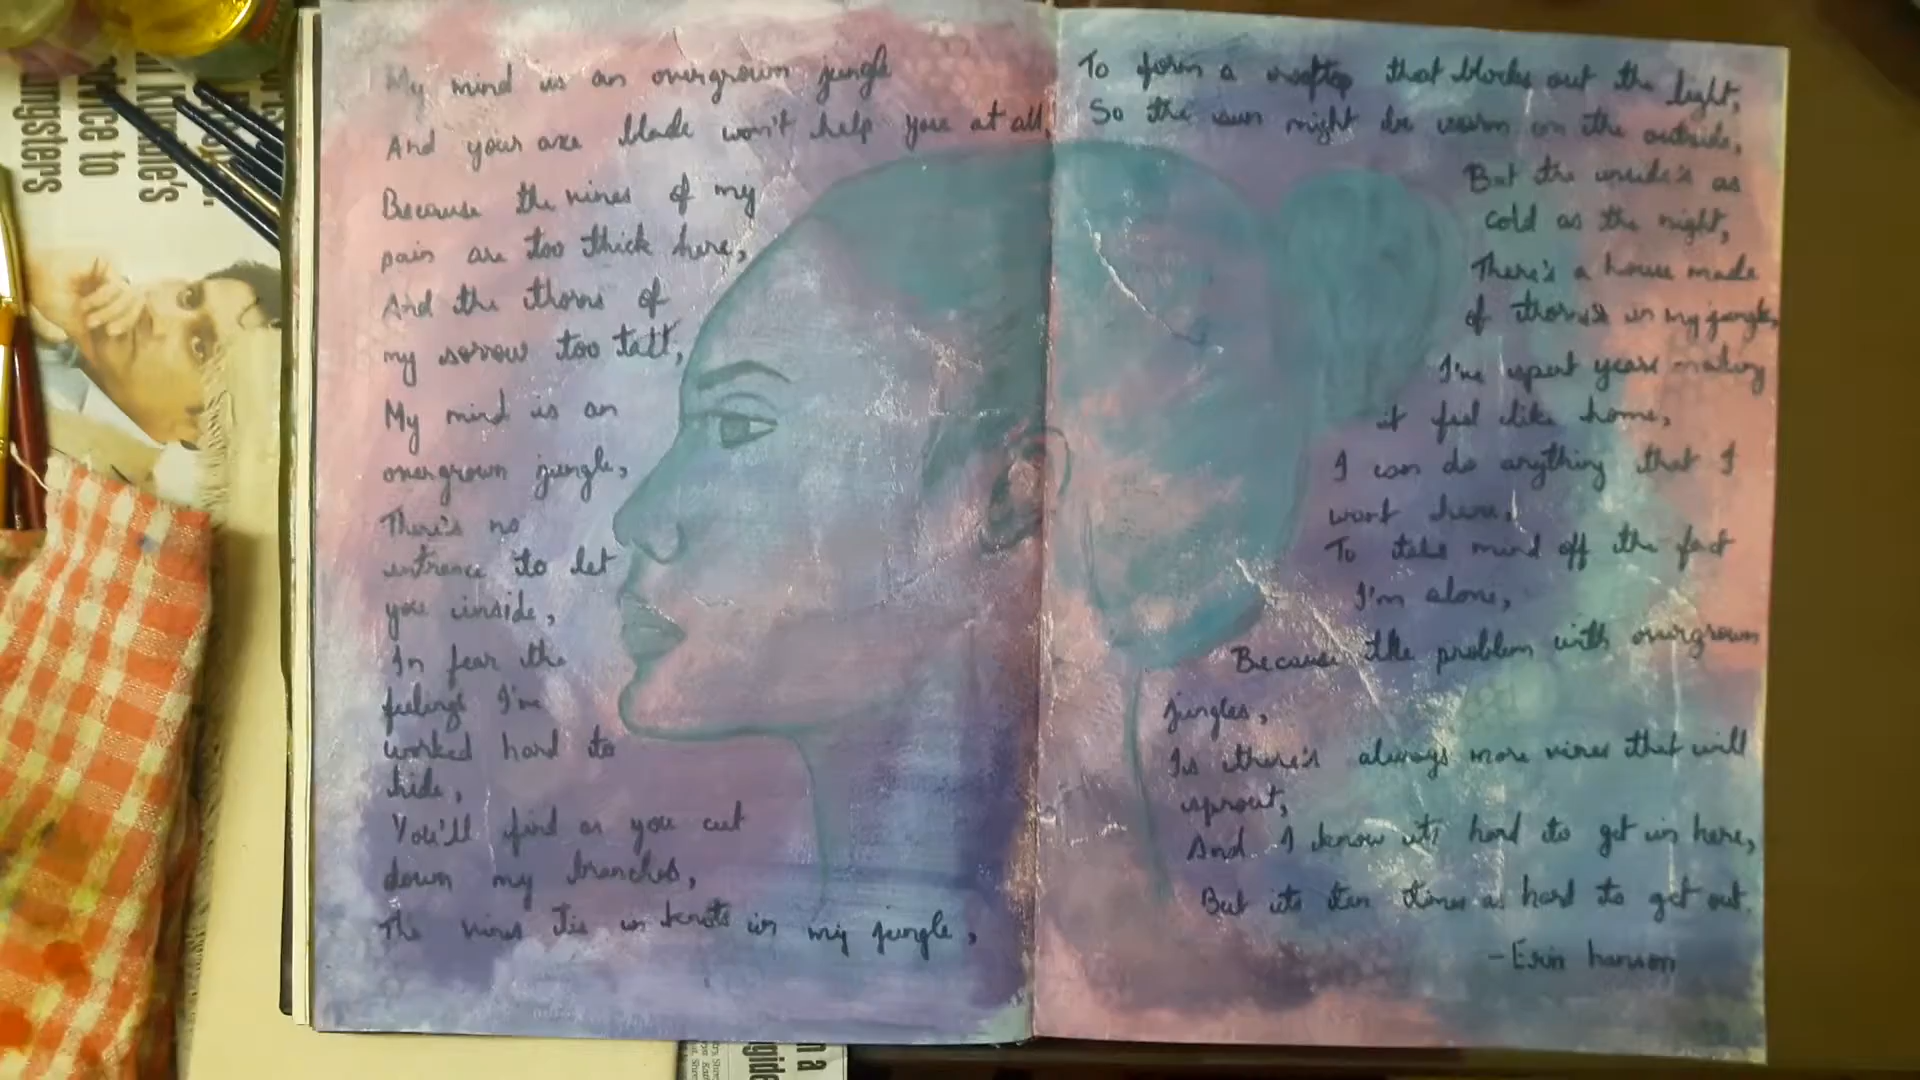 My mind is an overgrown jungle
And your axe blade won't help you at all,
Because the vines of my
pain are too thick here,
And the thorns of
my sorrow too tall,
My mind is an
overgrown jungle,
There's no
entrance to let
you inside,
In fear the
feelings I've
worked hard to
hide,
You'll find as you cut
down my branches,
The vines tie in knots in my jungle,
To form a rooftop that blocks out the light,
So the sun might be warm on the outside,
But the inside's as
cold as the night,
There's a house made
of thorns in my jungle,
I've spent years making
it feel like home,
I can do anything that I
want here,
To take mind off the fact
I'm alone,
Because the problem with overgrown
jungles,
Is there's always more vines that will
sprout,
And I know its hard to get in here,
But its ten times as hard to get out.
- Erin hanson
ngsters
vice to
l Kumble's
n a
gide